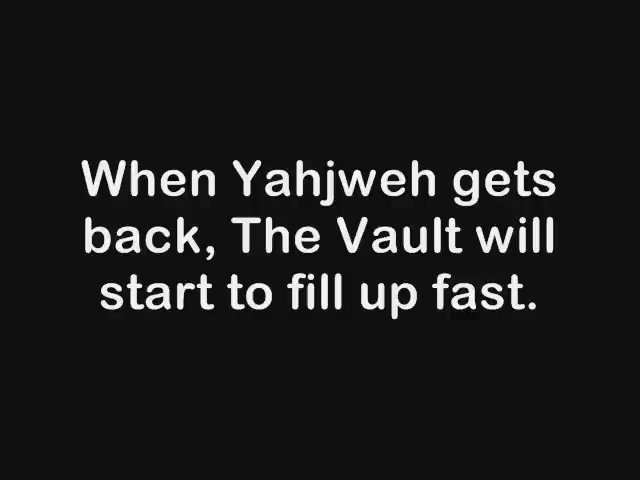 When Yahjweh gets
back, The Vault will
start to fill up fast.